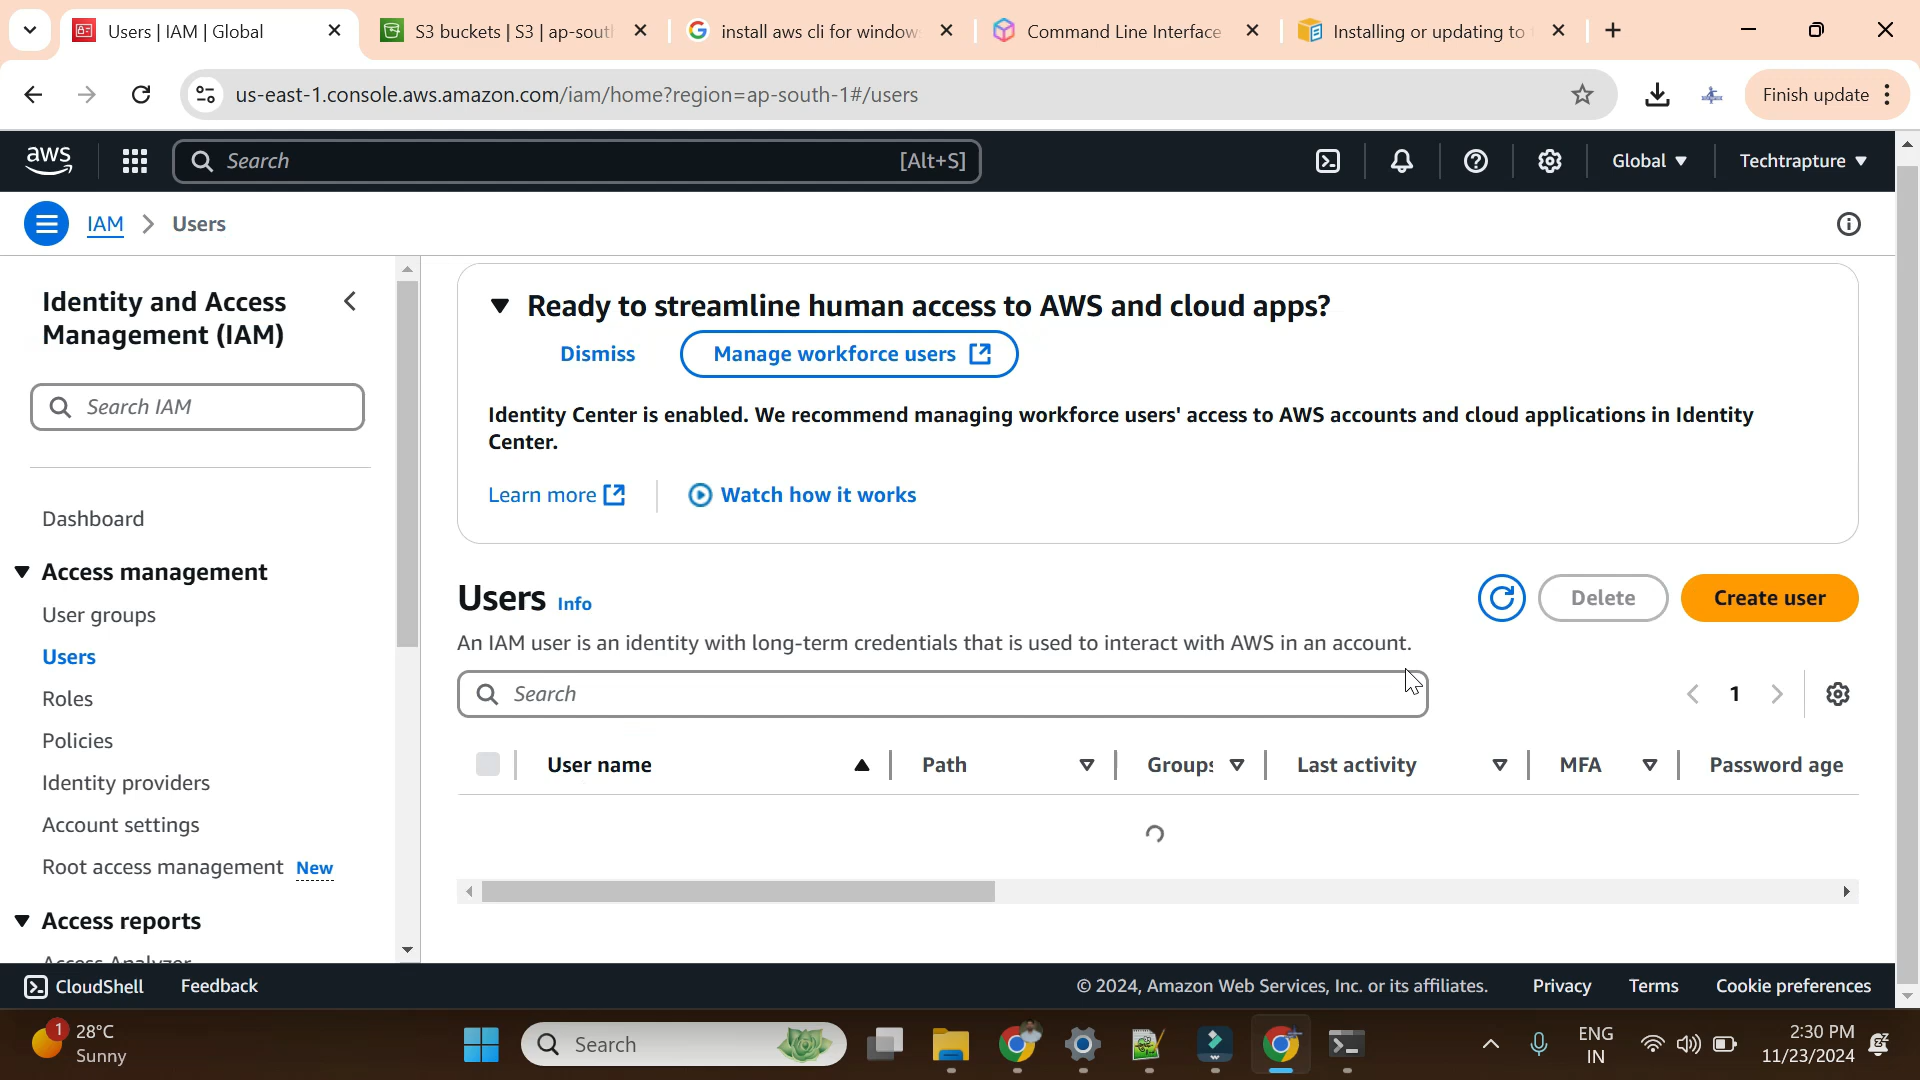 Users | IAM | Global
S3 buckets | S3 | ap-sout
install aws cli for window
Command Line Interface
Installing or updating to
us-east-1.console.aws.amazon.com/iam/home?region=ap-south-1#/users
Finish update
aws
Search
[Alt+S]
Global
Techtrapture
IAM
Users
Identity and Access
Management (IAM)
Search IAM
Dashboard
Access management
User groups
Users
Roles
Policies
Identity providers
Account settings
Root access management New
Access reports
Access Analyzer
Ready to streamline human access to AWS and cloud apps?
Dismiss
Manage workforce users
Identity Center is enabled. We recommend managing workforce users' access to AWS accounts and cloud applications in Identity
Center.
Learn more
Watch how it works
Users Info
Delete
Create user
An IAM user is an identity with long-term credentials that is used to interact with AWS in an account.
Search
1
User name
Path
Group
Last activity
MFA
Password age
CloudShell
Feedback
© 2024, Amazon Web Services, Inc. or its affiliates.
Privacy
Terms
Cookie preferences
1
28°C
Sunny
Search
ENG
IN
2:30 PM
11/23/2024